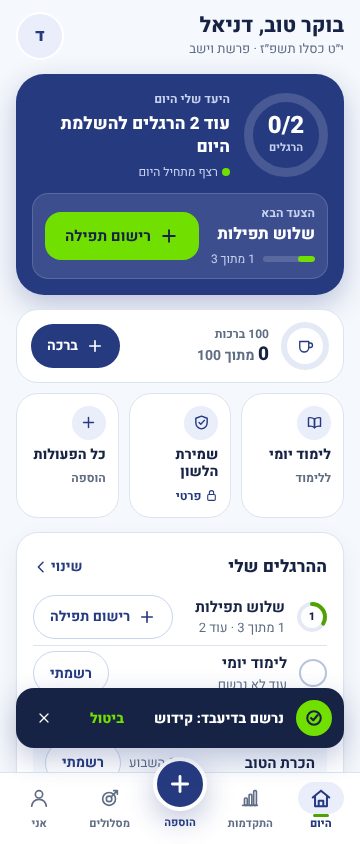 בוקר טוב, דניאל
י״ט כסלו תשפ״ז · פרשת וישב
ד
היעד שלי היום
עוד 2 הרגלים להשלמת
היום
רצף מתחיל היום
0/2
הרגלים
הצעד הבא
שלוש תפילות
1 מתוך 3
רישום תפילה
100 ברכות
0 מתוך 100
ברכה
לימוד יומי
ללימוד
שמירת
הלשון
פרטי
כל הפעולות
הוספה
ההרגלים שלי
שינוי
1
שלוש תפילות
1 מתוך 3 · עוד 2
רישום תפילה
לימוד יומי
עוד לא נרשם
רשמתי
נרשם בדיעבד: קידוש
ביטול
הכרת הטוב
השבוע
רשמתי
היום
התקדמות
הוספה
מסלולים
אני